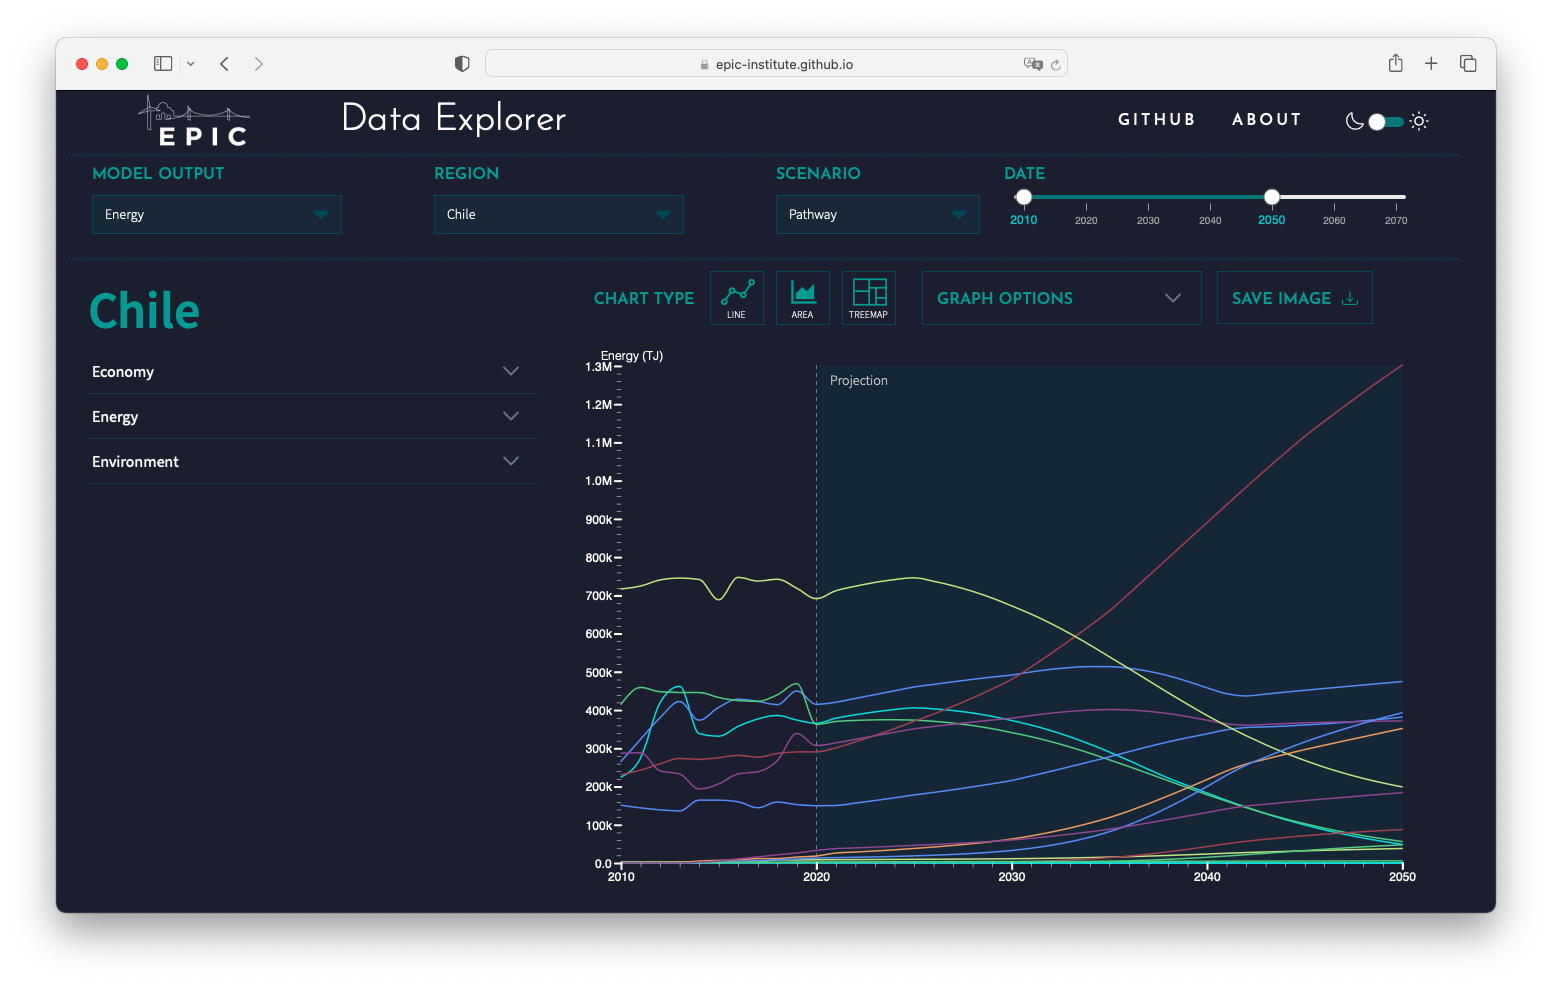 epic-institute.github.io
EPIC
Data Explorer
GITHUB
ABOUT
MODEL OUTPUT
REGION
SCENARIO
DATE
Energy
Chile
Pathway
2010 2020 2030 2040 2050 2060 2070
Chile
CHART TYPE
LINE
AREA
TREEMAP
GRAPH OPTIONS
SAVE IMAGE
Economy
Energy
Environment
Energy (TJ)
Projection
1.3M
1.2M
1.1M
1.0M
900k
800k
700k
600k
500k
400k
300k
200k
100k
0.0
2010 2020 2030 2040 2050